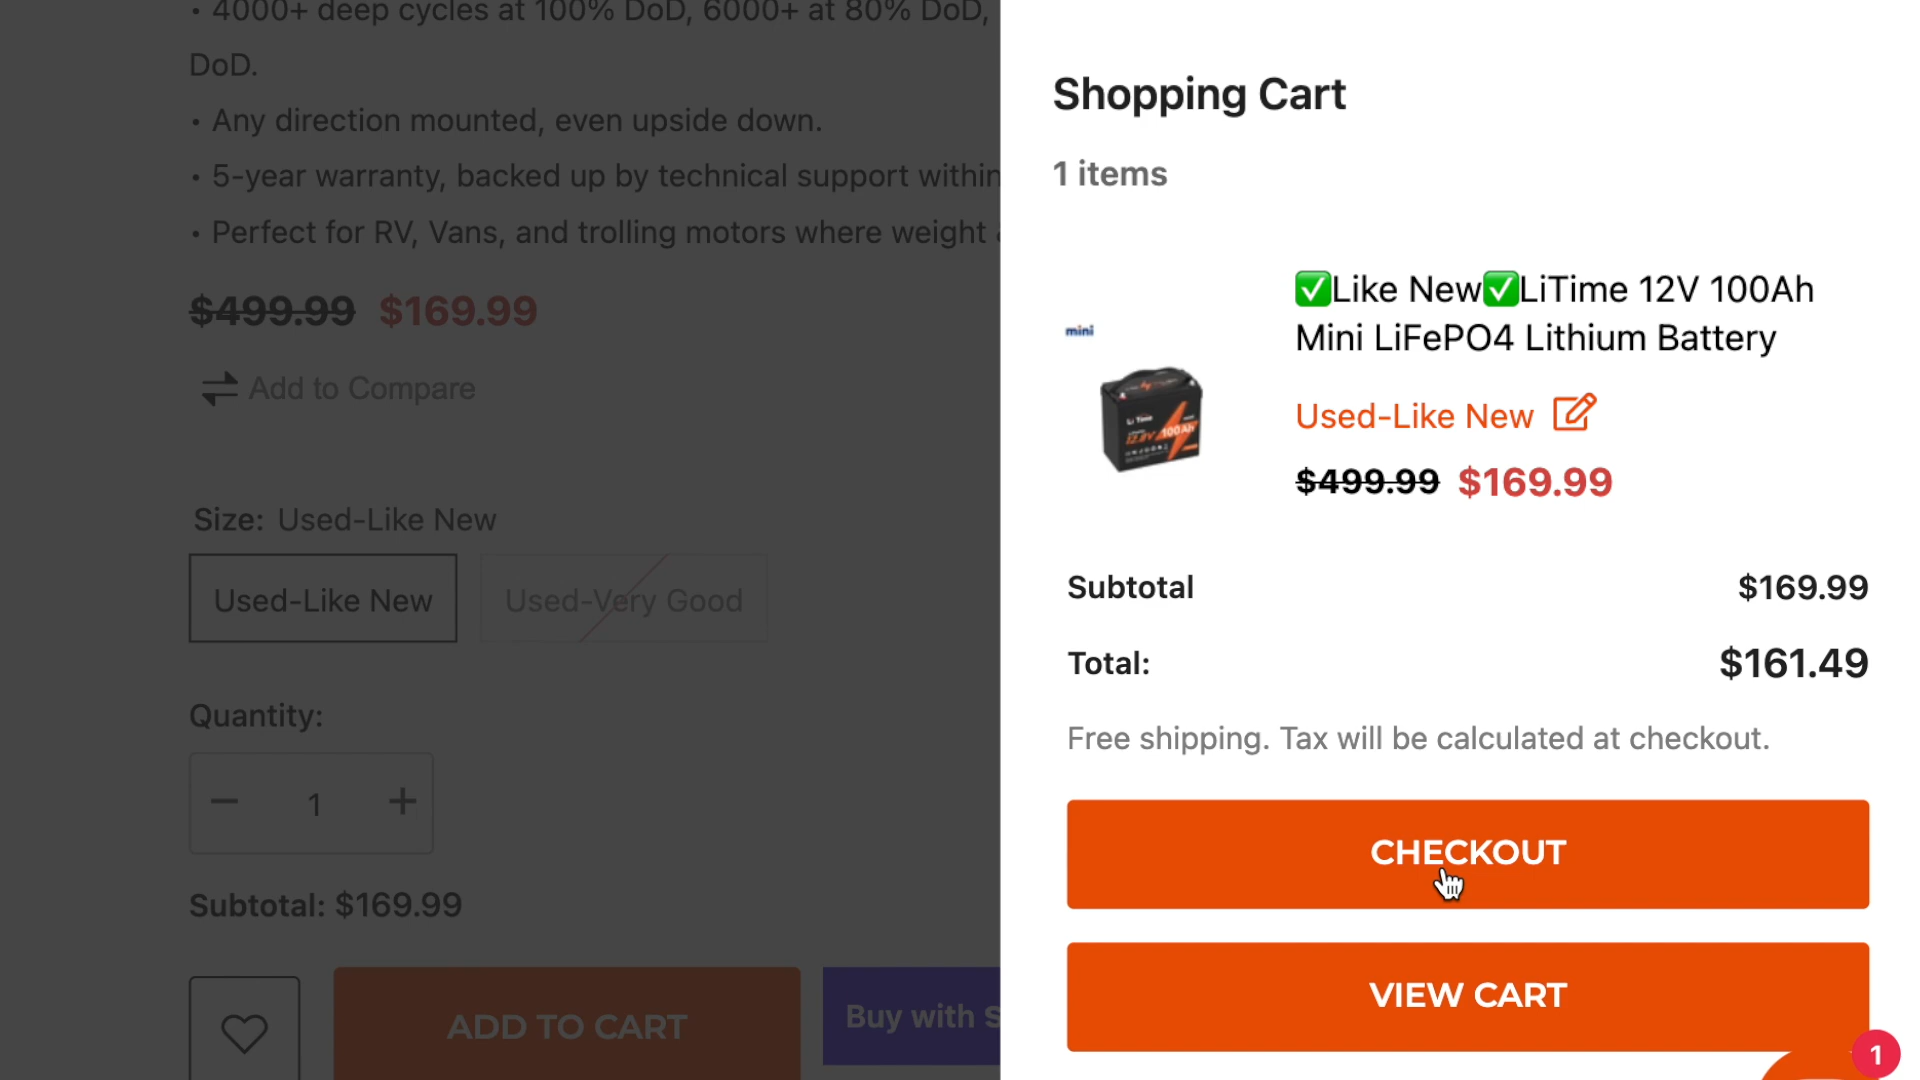 • 4000+ deep cycles at 100% DoD, 6000+ at 80% DoD,
DoD.
• Any direction mounted, even upside down.
• 5-year warranty, backed up by technical support within
• Perfect for RV, Vans, and trolling motors where weight
$499.99 $169.99
Add to Compare
Size: Used-Like New
Used-Like New
Used-Very Good
Quantity:
− 1 +
Subtotal: $169.99
ADD TO CART
Buy with S
Shopping Cart
1 items
mini
Li Time
12.8V 100Ah
✅Like New✅LiTime 12V 100Ah
Mini LiFePO4 Lithium Battery
Used-Like New
$499.99 $169.99
Subtotal $169.99
Total: $161.49
Free shipping. Tax will be calculated at checkout.
CHECKOUT
VIEW CART
1